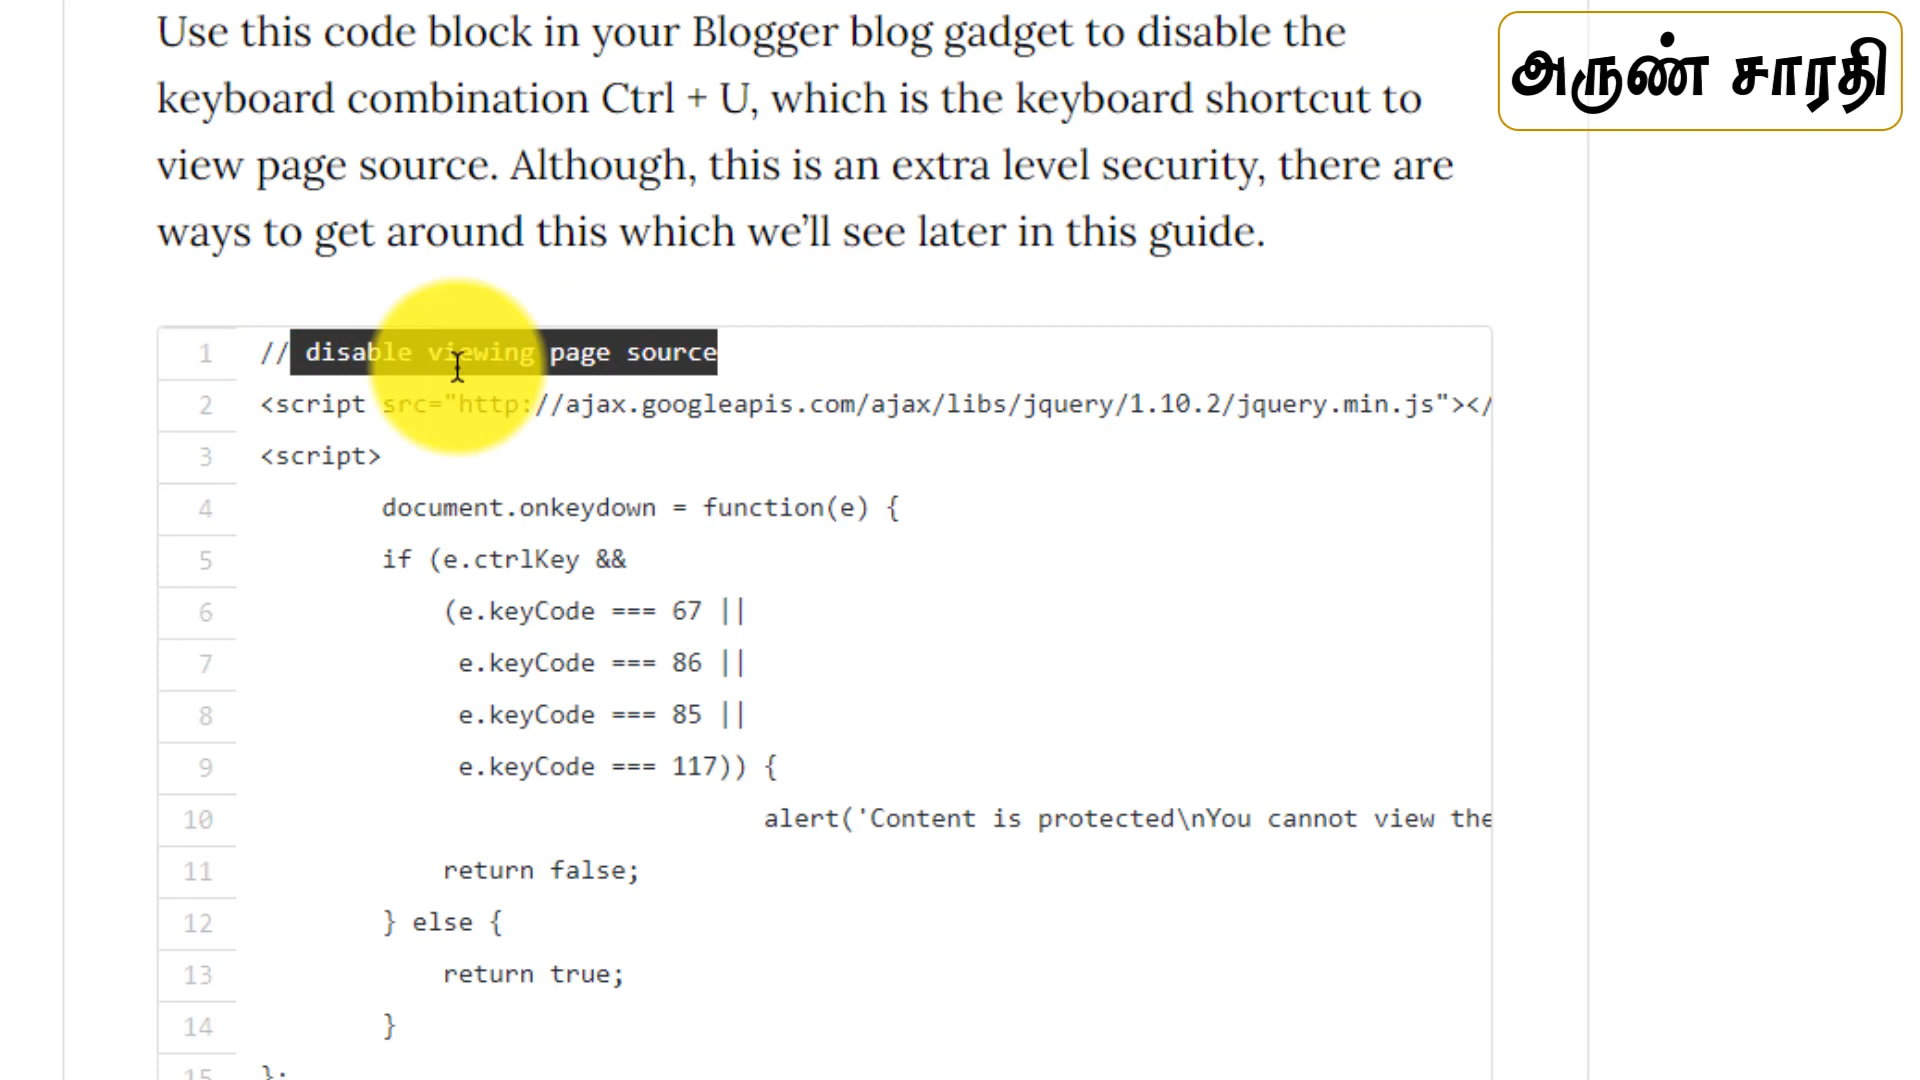 Use this code block in your Blogger blog gadget to disable the
keyboard combination Ctrl + U, which is the keyboard shortcut to
view page source. Although, this is an extra level security, there are
ways to get around this which we’ll see later in this guide.
அருண் சாரதி
1 // disable viewing page source
2 <script src="http://ajax.googleapis.com/ajax/libs/jquery/1.10.2/jquery.min.js"></
3 <script>
4 document.onkeydown = function(e) {
5 if (e.ctrlKey &&
6 (e.keyCode === 67 ||
7 e.keyCode === 86 ||
8 e.keyCode === 85 ||
9 e.keyCode === 117)) {
10 alert('Content is protected\nYou cannot view the
11 return false;
12 } else {
13 return true;
14 }
15 };